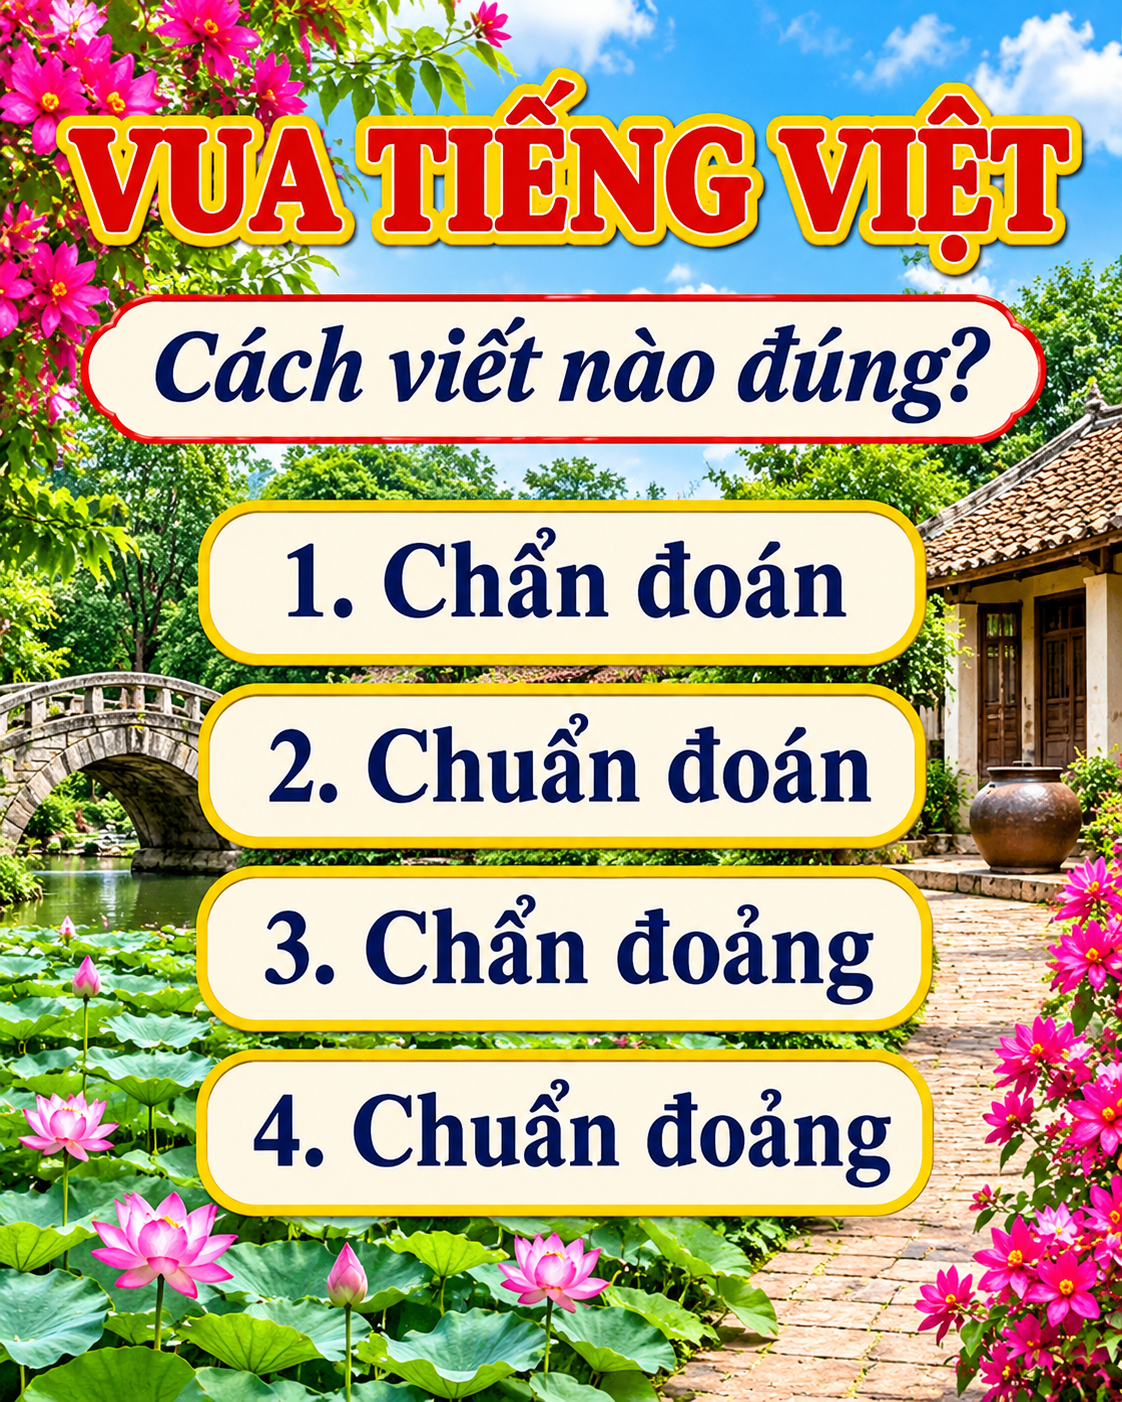 VUA TIẾNG VIỆT
Cách viết nào đúng?
1. Chẩn đoán
2. Chuẩn đoán
3. Chẩn đoảng
4. Chuẩn đoảng